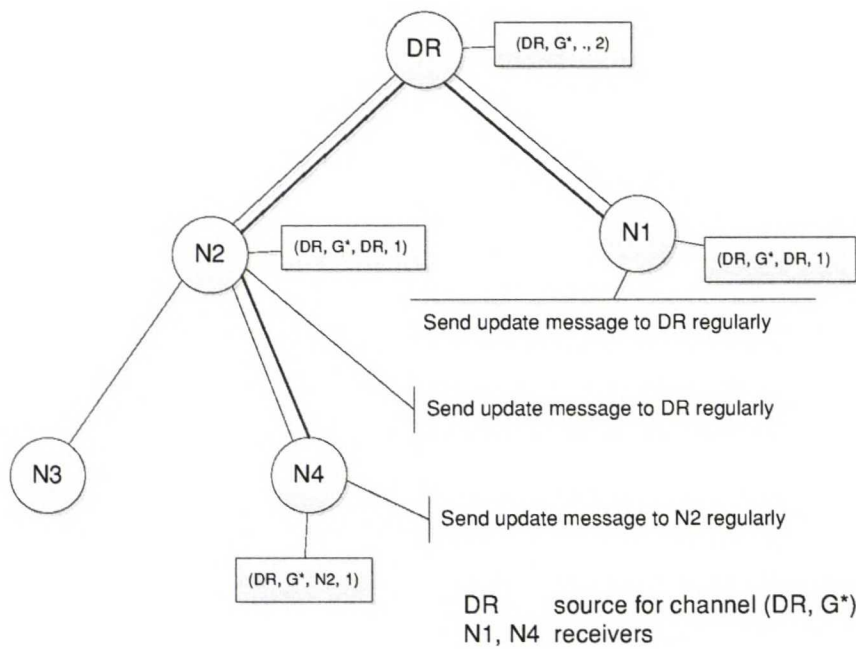 DR
(DR, G*, ., 2)
N2
(DR, G*, DR, 1)
N1
(DR, G*, DR, 1)
Send update message to DR regularly
Send update message to DR regularly
N3
N4
Send update message to N2 regularly
(DR, G*, N2, 1)
DR source for channel (DR, G*)
N1, N4 receivers